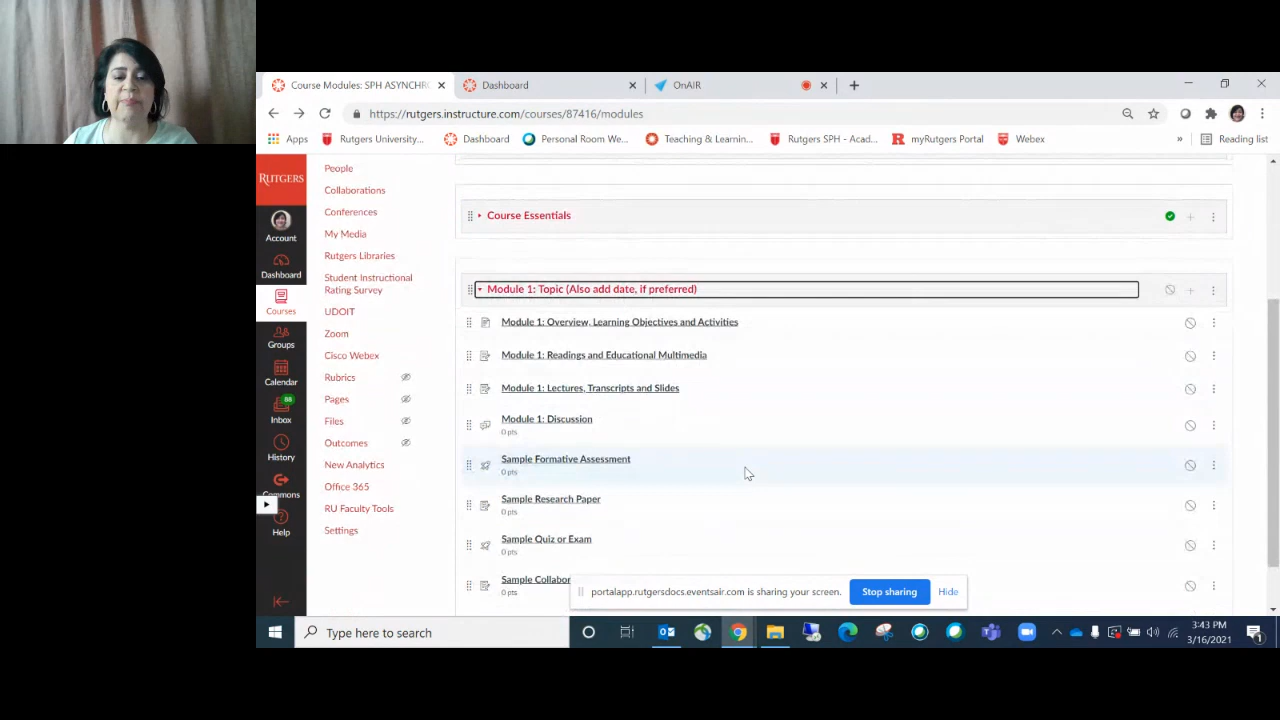 Course Modules: SPH ASYNCHR
Dashboard
OnAIR
https://rutgers.instructure.com/courses/87416/modules
Apps
Rutgers University...
Dashboard
Personal Room We...
Teaching & Learnin...
Rutgers SPH - Acad...
myRutgers Portal
Webex
»
Reading list
RUTGERS
Account
Dashboard
Courses
Groups
Calendar
88
Inbox
History
Commons
Help
People
Collaborations
Conferences
My Media
Rutgers Libraries
Student Instructional
Rating Survey
UDOIT
Zoom
Cisco Webex
Rubrics
Pages
Files
Outcomes
New Analytics
Office 365
RU Faculty Tools
Settings
Course Essentials
Module 1: Topic (Also add date, if preferred)
Module 1: Overview, Learning Objectives and Activities
Module 1: Readings and Educational Multimedia
Module 1: Lectures, Transcripts and Slides
Module 1: Discussion
0 pts
Sample Formative Assessment
0 pts
Sample Research Paper
0 pts
Sample Quiz or Exam
0 pts
Sample Collabor
0 pts
portalapp.rutgersdocs.eventsair.com is sharing your screen.
Stop sharing
Hide
Type here to search
3:43 PM
3/16/2021
1